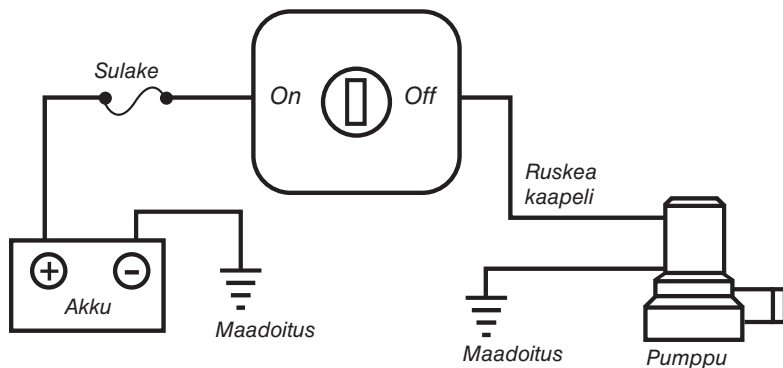 Sulake
On
Off
Ruskea
kaapeli
+
-
Akku
Maadoitus
Maadoitus
Pumppu